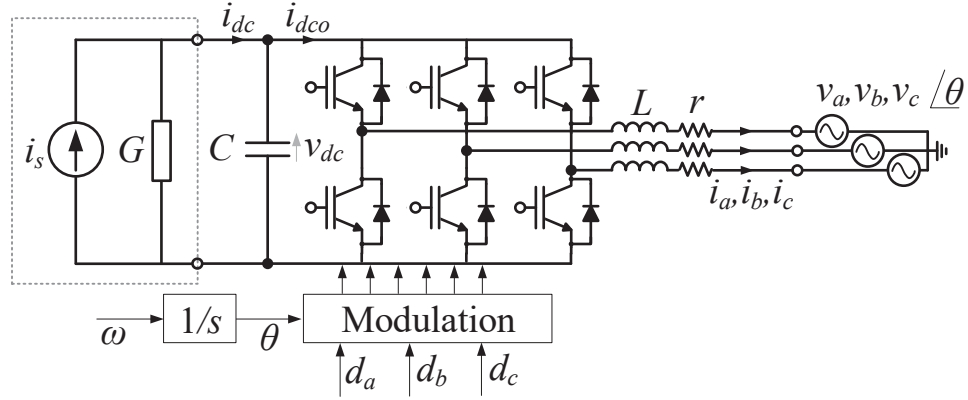 i_dc i_dco
L r v_a,v_b,v_c /θ
i_s G C v_dc
i_a,i_b,i_c
ω 1/s θ Modulation
d_a d_b d_c